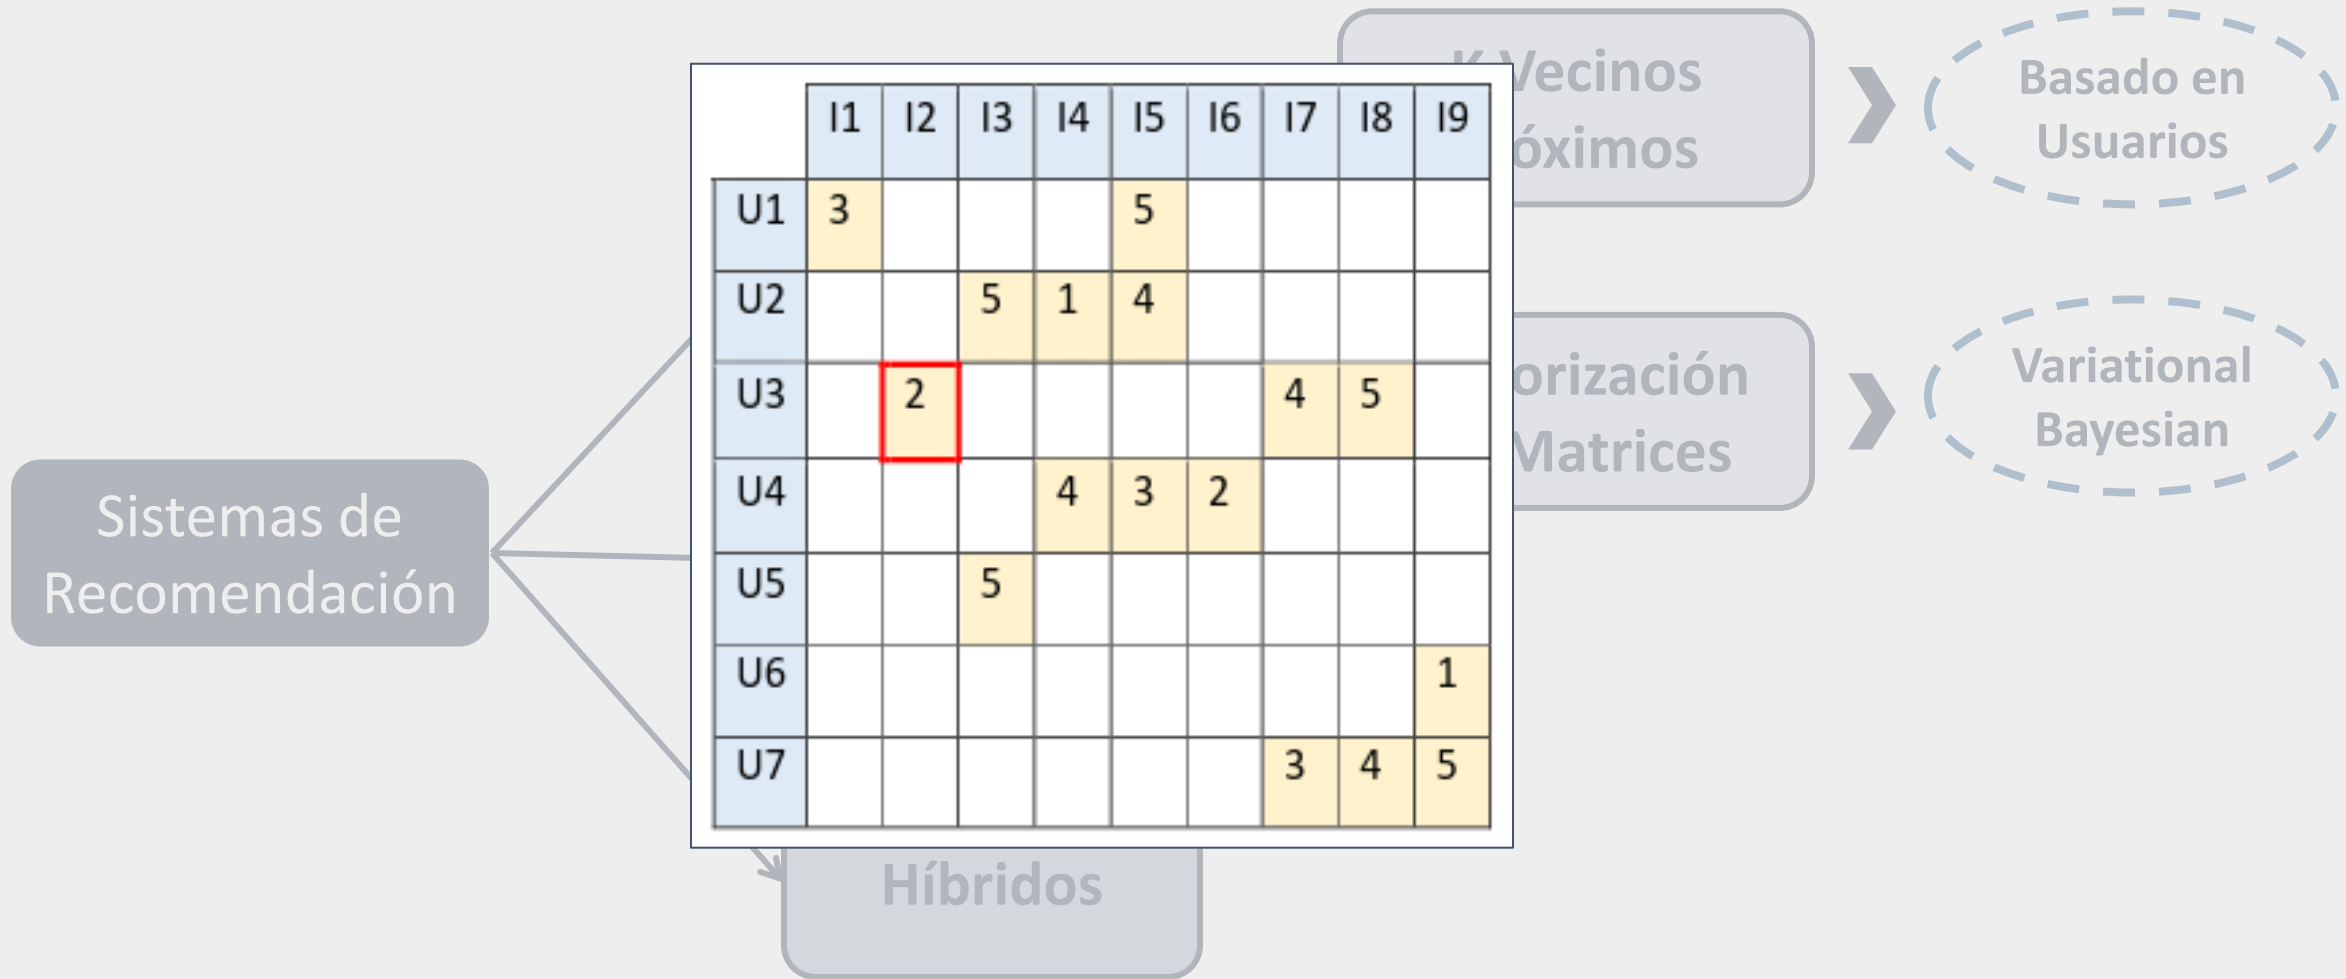 Sistemas de
Recomendación
I1 I2 I3 I4 I5 I6 I7 I8 I9
U1 3 5
U2 5 1 4
U3 2 4 5
U4 4 3 2
U5 5
U6 1
U7 3 4 5
Vecinos
Matrices
Híbridos
Basado en
Usuarios
Variational
Bayesian